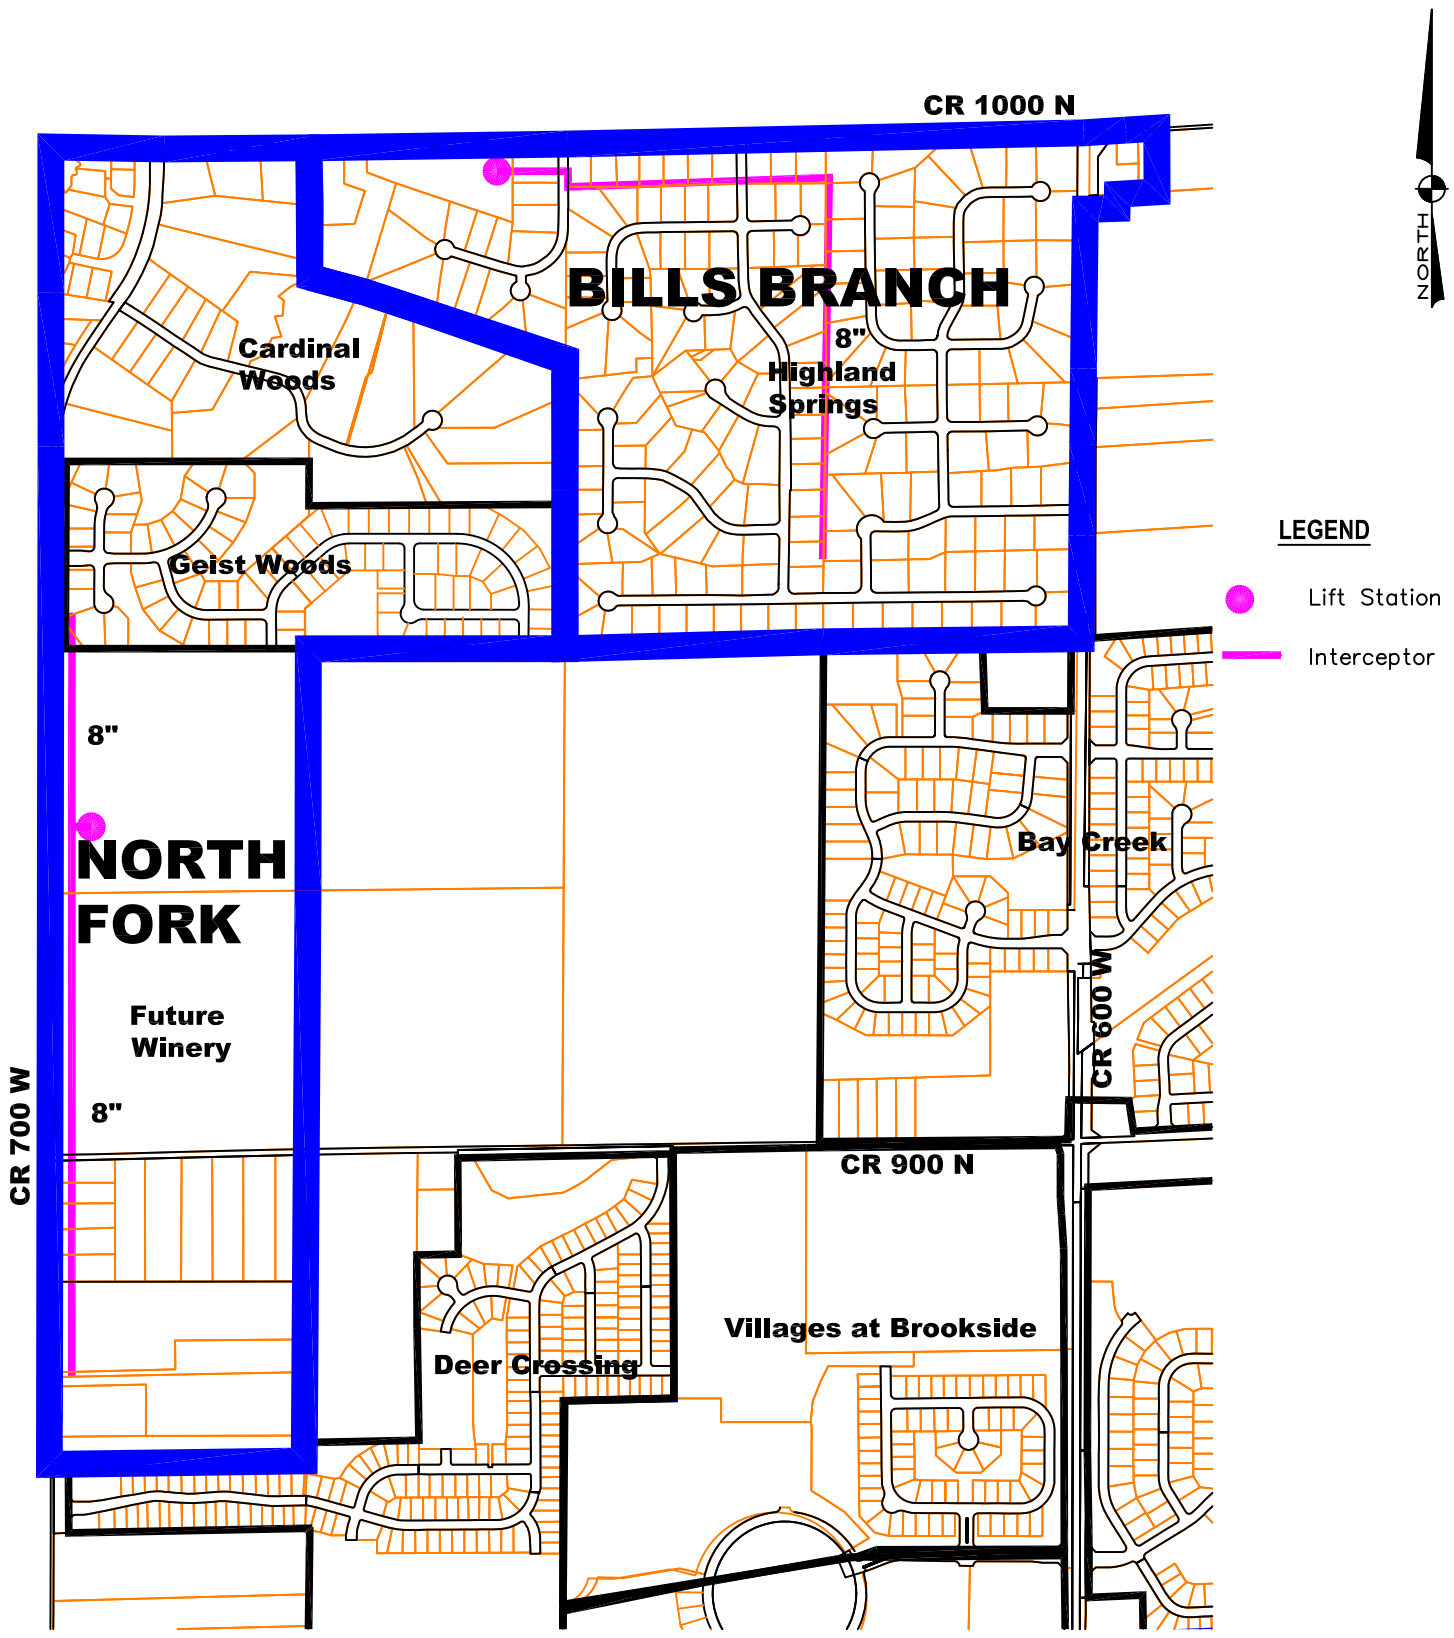 CR 1000 N
NORTH
BILLS BRANCH
8"
Cardinal
Woods
Highland
Springs
LEGEND
Geist Woods
Lift Station
Interceptor
8"
NORTH
FORK
Bay Creek
CR 600 W
Future
Winery
8"
CR 700 W
CR 900 N
Villages at Brookside
Deer Crossing